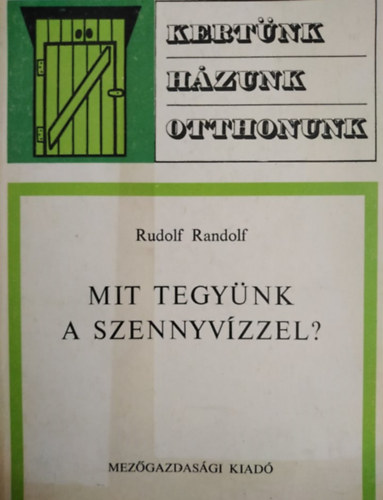 KERTÜNK
HÁZUNK
OTTHONUNK
Rudolf Randolf
MIT TEGYÜNK
A SZENNYVÍZZEL?
MEZŐGAZDASÁGI KIADÓ